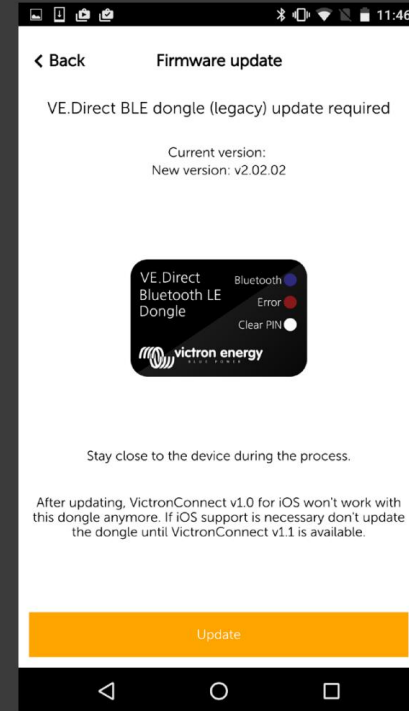 11:46
Back
Firmware update
VE.Direct BLE dongle (legacy) update required
Current version:
New version: v2.02.02
VE.Direct
Bluetooth LE
Dongle
Bluetooth
Error
Clear PIN
victron energy
BLUE POWER
Stay close to the device during the process.
After updating, VictronConnect v1.0 for iOS won't work with
this dongle anymore. If iOS support is necessary don't update
the dongle until VictronConnect v1.1 is available.
Update